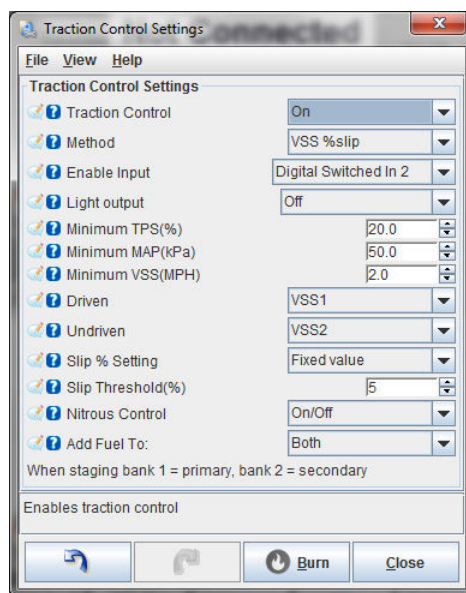 Not Connected
Traction Control Settings
File View Help
Traction Control Settings
Traction Control On
Method VSS %slip
Enable Input Digital Switched In 2
Light output Off
Minimum TPS(%) 20.0
Minimum MAP(kPa) 50.0
Minimum VSS(MPH) 2.0
Driven VSS1
Undriven VSS2
Slip % Setting Fixed value
Slip Threshold(%) 5
Nitrous Control On/Off
Add Fuel To: Both
When staging bank 1 = primary, bank 2 = secondary
Enables traction control
Burn Close